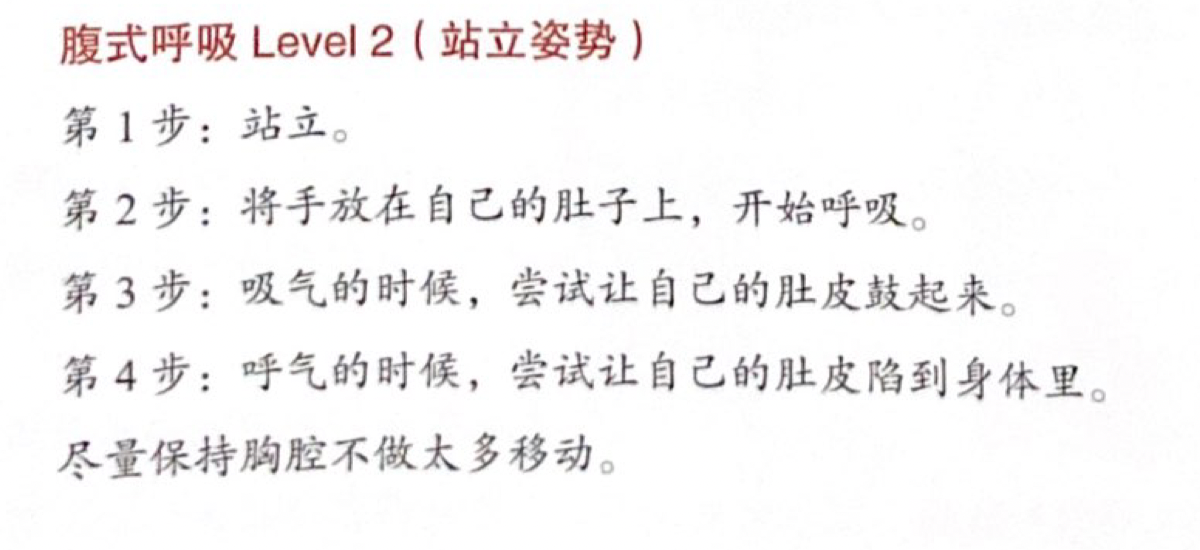 腹式呼吸 Level 2（站立姿势）
第 1 步：站立。
第 2 步：将手放在自己的肚子上，开始呼吸。
第 3 步：吸气的时候，尝试让自己的肚皮鼓起来。
第 4 步：呼气的时候，尝试让自己的肚皮陷到身体里。
尽量保持胸腔不做太多移动。